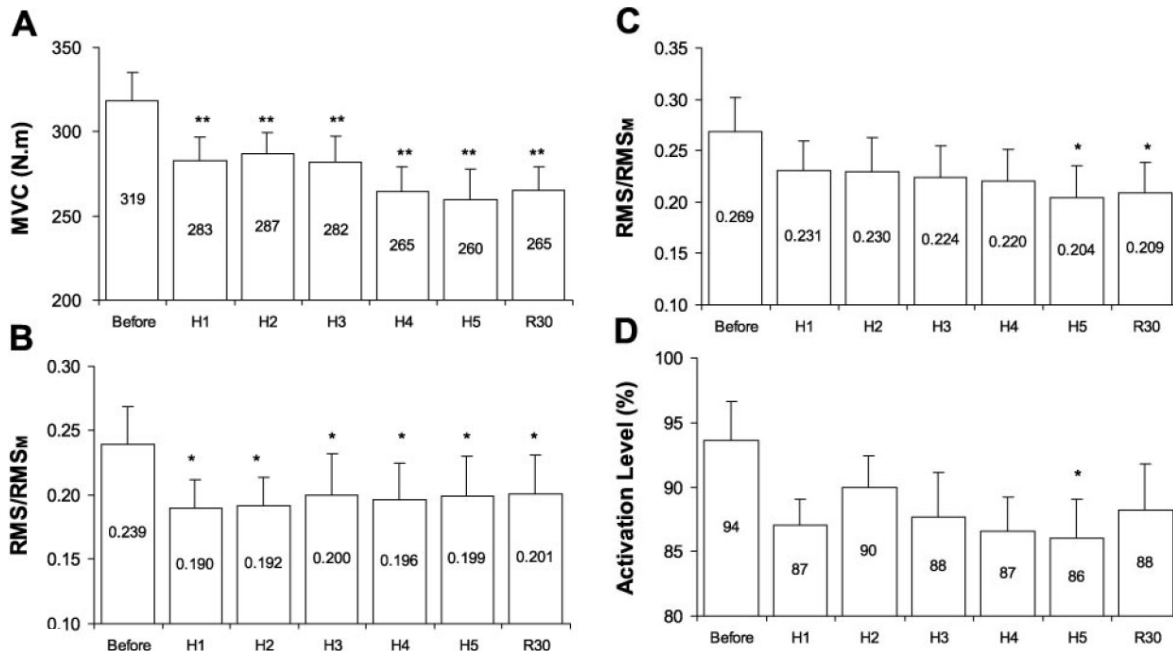 A
MVC (N.m)
350
300
250
200
** ** ** ** ** **
319 283 287 282 265 260 265
Before H1 H2 H3 H4 H5 R30
B
RMS/RMSM
0.30
0.25
0.20
0.15
0.10
* * * * * *
0.239 0.190 0.192 0.200 0.196 0.199 0.201
Before H1 H2 H3 H4 H5 R30
C
RMS/RMSM
0.35
0.30
0.25
0.20
0.15
0.10
* *
0.269 0.231 0.230 0.224 0.220 0.204 0.209
Before H1 H2 H3 H4 H5 R30
D
Activation Level (%)
100
95
90
85
80
*
94 87 90 88 87 86 88
Before H1 H2 H3 H4 H5 R30